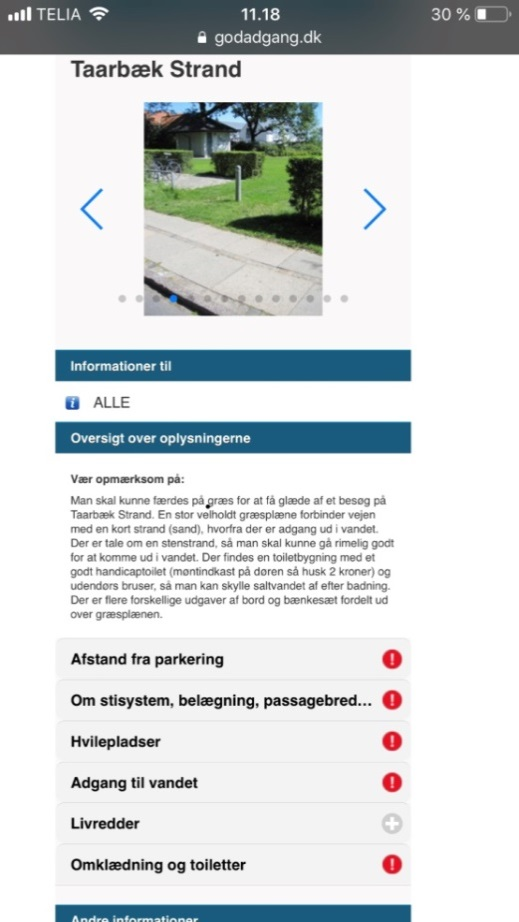 TELIA 11.18 30 %
godadgang.dk
Taarbæk Strand
Informationer til
ALLE
Oversigt over oplysningerne
Vær opmærksom på:
Man skal kunne færdes på græs for at få glæde af et besøg på
Taarbæk Strand. En stor velholdt græsplæne forbinder vejen
med en kort strand (sand), hvorfra der er adgang ud i vandet.
Der er tale om en stenstrand, så man skal kunne gå rimelig godt
for at komme ud i vandet. Der findes en toiletbygning med et
godt handicaptoilet (møntindkast på døren så husk 2 kroner) og
udendørs bruser, så man kan skylle saltvandet af efter badning.
Der er flere forskellige udgaver af bord og bænkesæt fordelt ud
over græsplænen.
Afstand fra parkering
Om stisystem, belægning, passagebred...
Hvilepladser
Adgang til vandet
Livredder
Omklædning og toiletter
Andre informationer